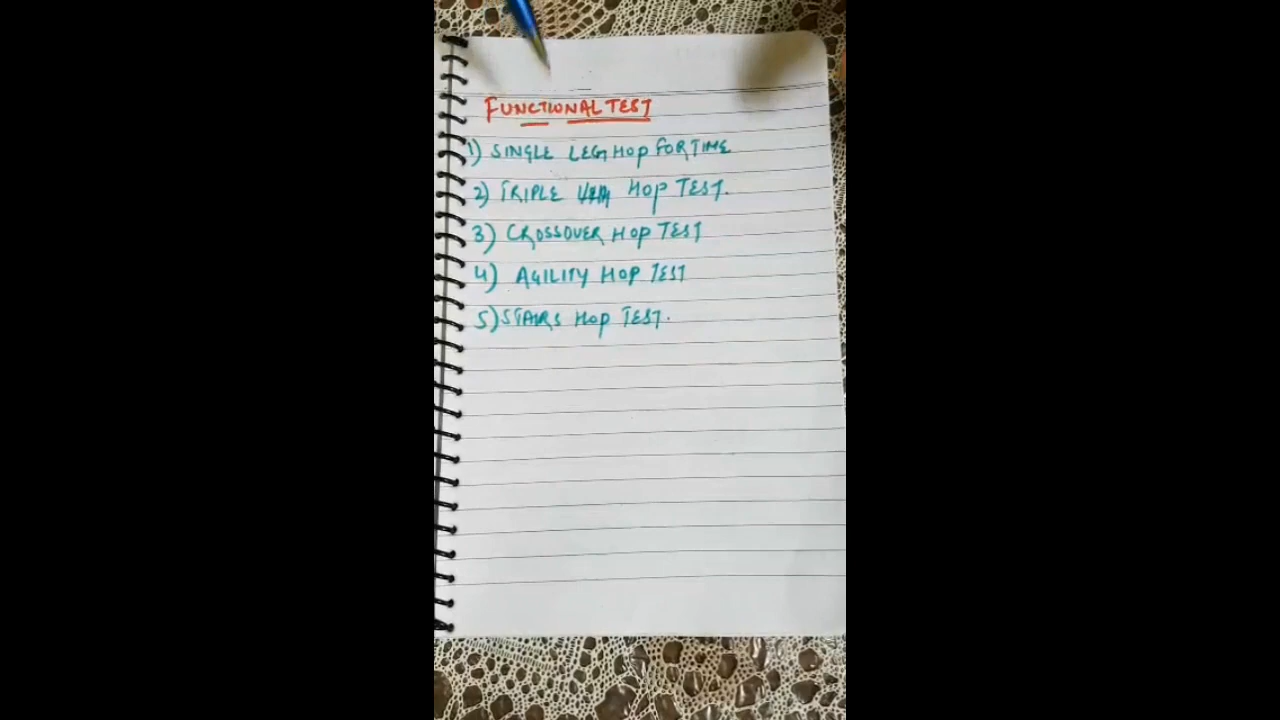 FUNCTIONAL TEST
1) SINGLE LEG HOP FOR TIME
2) TRIPLE HOP TEST.
3) CROSSOVER HOP TEST
4) AGILITY HOP TEST
5) STAIRS HOP TEST.